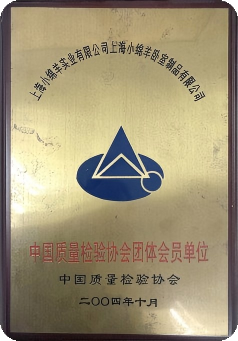 上海小绵羊实业有限公司上海小绵羊卧室制品有限公司
中国质量检验协会团体会员单位
中国质量检验协会
二〇〇四年十月